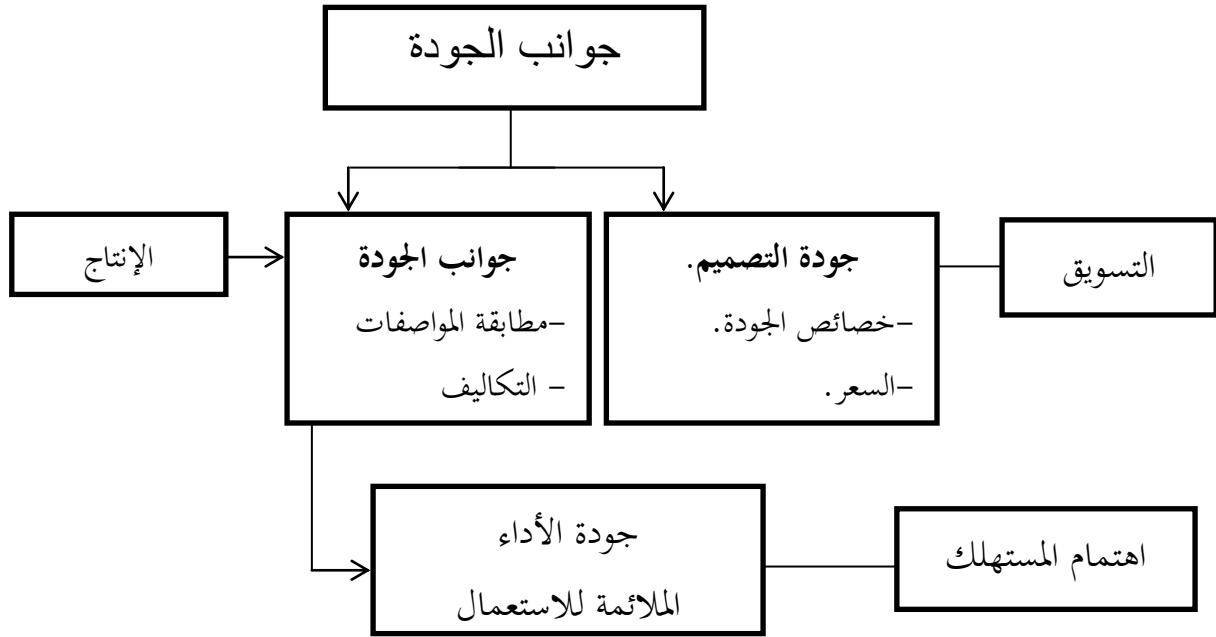 جوانب الجودة
التسويق
جودة التصميم.
-خصائص الجودة.
-السعر.
جوانب الجودة
-مطابقة المواصفات
- التكاليف
الإنتاج
اهتمام المستهلك
جودة الأداء
الملائمة للاستعمال